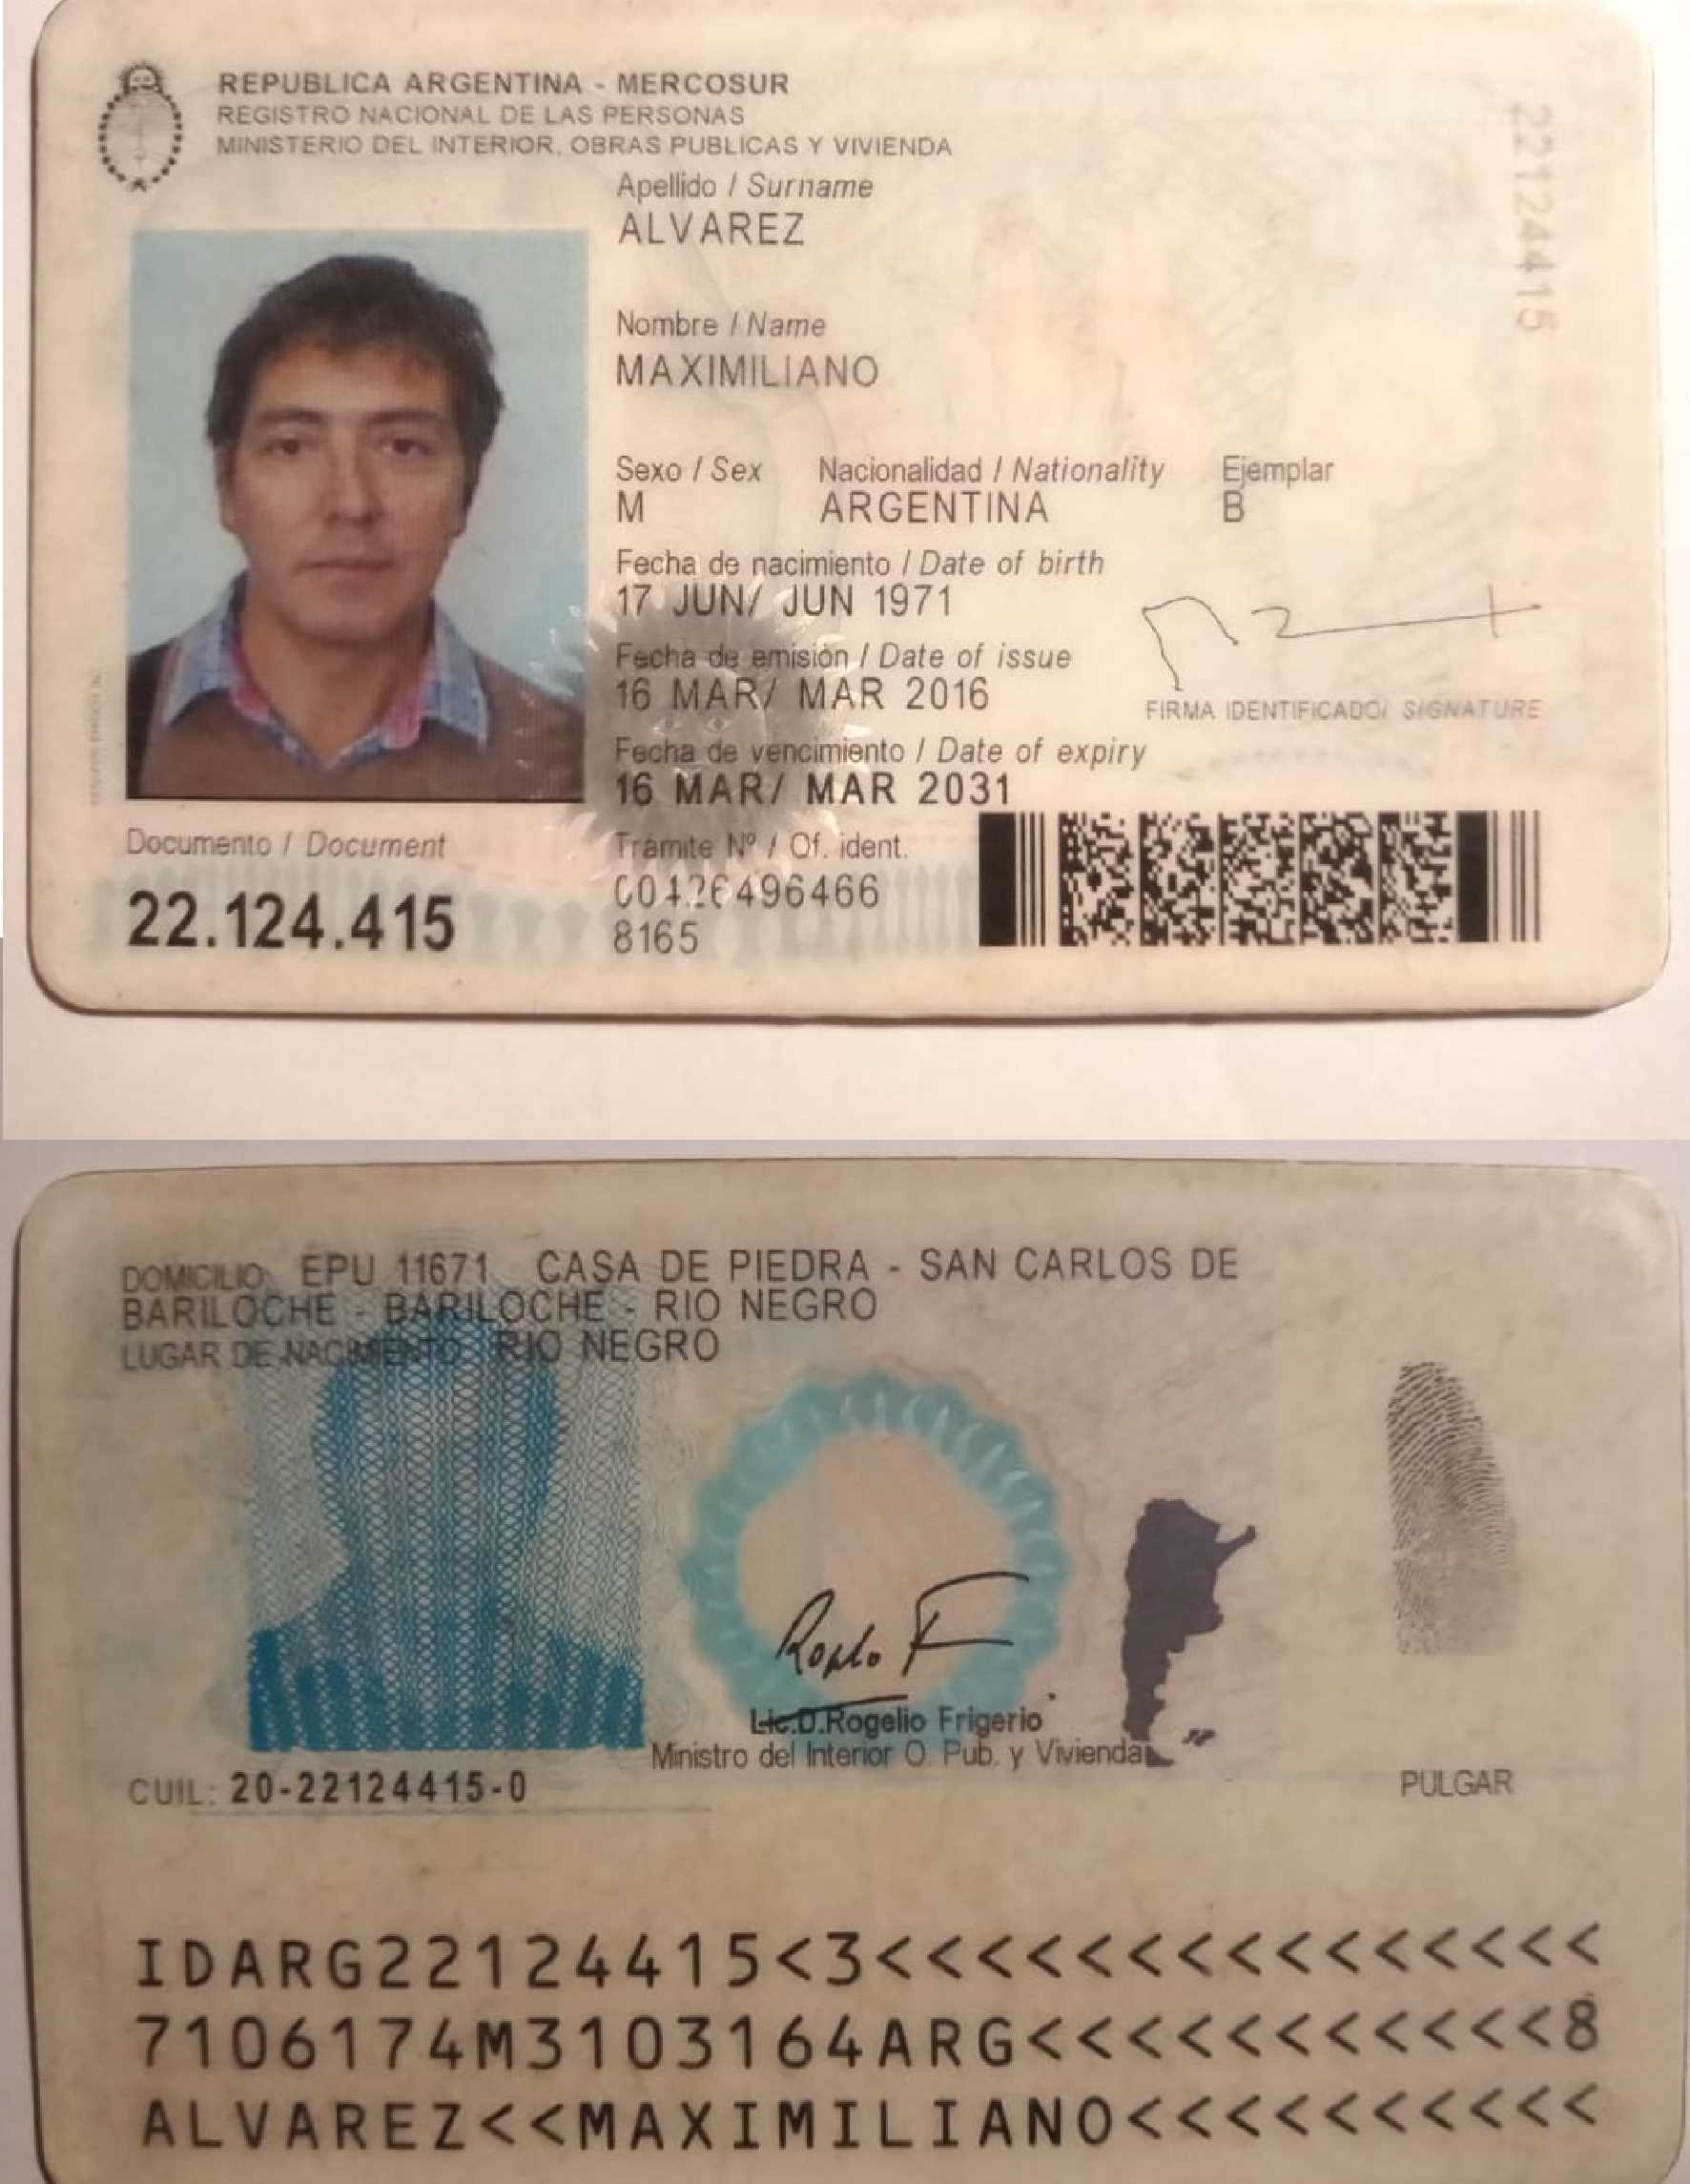 REPUBLICA ARGENTINA - MERCOSUR
REGISTRO NACIONAL DE LAS PERSONAS
MINISTERIO DEL INTERIOR, OBRAS PUBLICAS Y VIVIENDA
22124415
Apellido / Surname
ALVAREZ
Nombre / Name
MAXIMILIANO
Sexo / Sex Nacionalidad / Nationality Ejemplar
M ARGENTINA B
Fecha de nacimiento / Date of birth
17 JUN/ JUN 1971
Fecha de emisión / Date of issue
16 MAR/ MAR 2016
FIRMA IDENTIFICADO/ SIGNATURE
Fecha de vencimiento / Date of expiry
16 MAR/ MAR 2031
Documento / Document
22.124.415
Trámite Nº / Of. ident.
00426496466
8165
DOMICILIO: EPU 11671 CASA DE PIEDRA - SAN CARLOS DE
BARILOCHE - BARILOCHE - RIO NEGRO
LUGAR DE NACIMIENTO: RIO NEGRO
Lic.D.Rogelio Frigerio
Ministro del Interior O. Pub. y Vivienda
CUIL: 20-22124415-0
PULGAR
IDARG22124415<3<<<<<<<<<<<<<<<
7106174M3103164ARG<<<<<<<<<<<8
ALVAREZ<<MAXIMILIANO<<<<<<<<<<